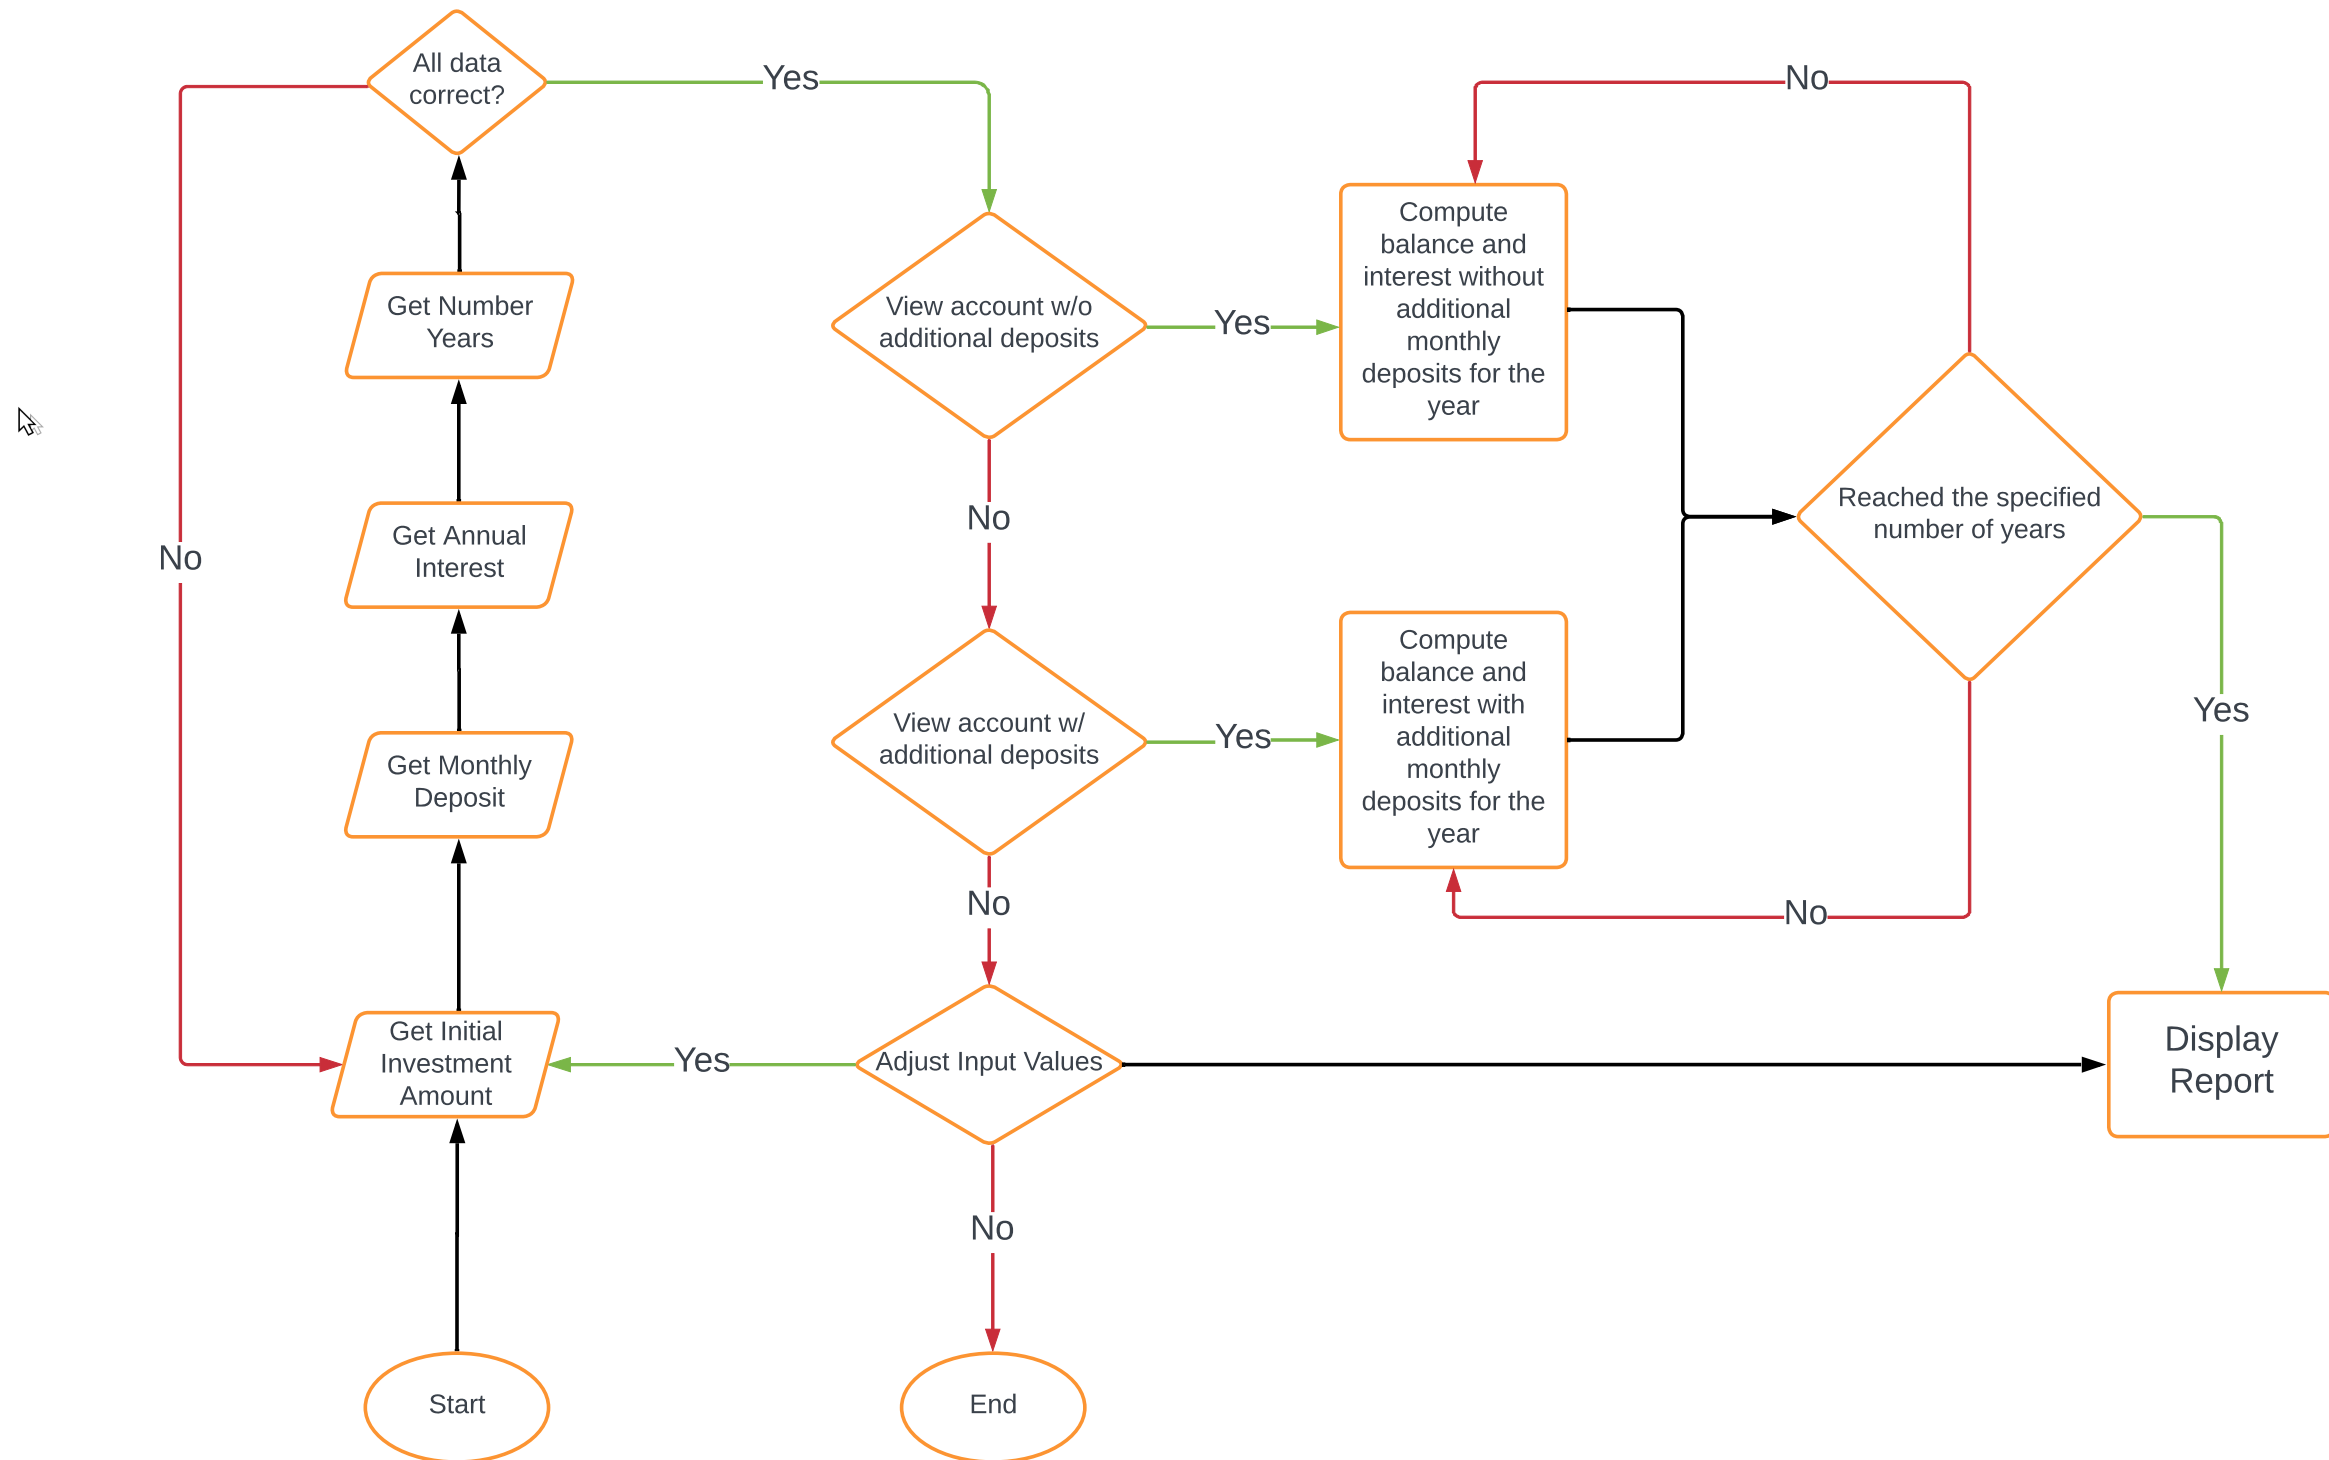 All data
correct?
Yes
No
Get Number
Years
View account w/o
additional deposits
Yes
Compute
balance and
interest without
additional
monthly
deposits for the
year
No
Get Annual
Interest
No
Reached the specified
number of years
Get Monthly
Deposit
View account w/
additional deposits
Yes
Compute
balance and
interest with
additional
monthly
deposits for the
year
Yes
No
No
Get Initial
Investment
Amount
Yes
Adjust Input Values
Display
Report
No
Start
End